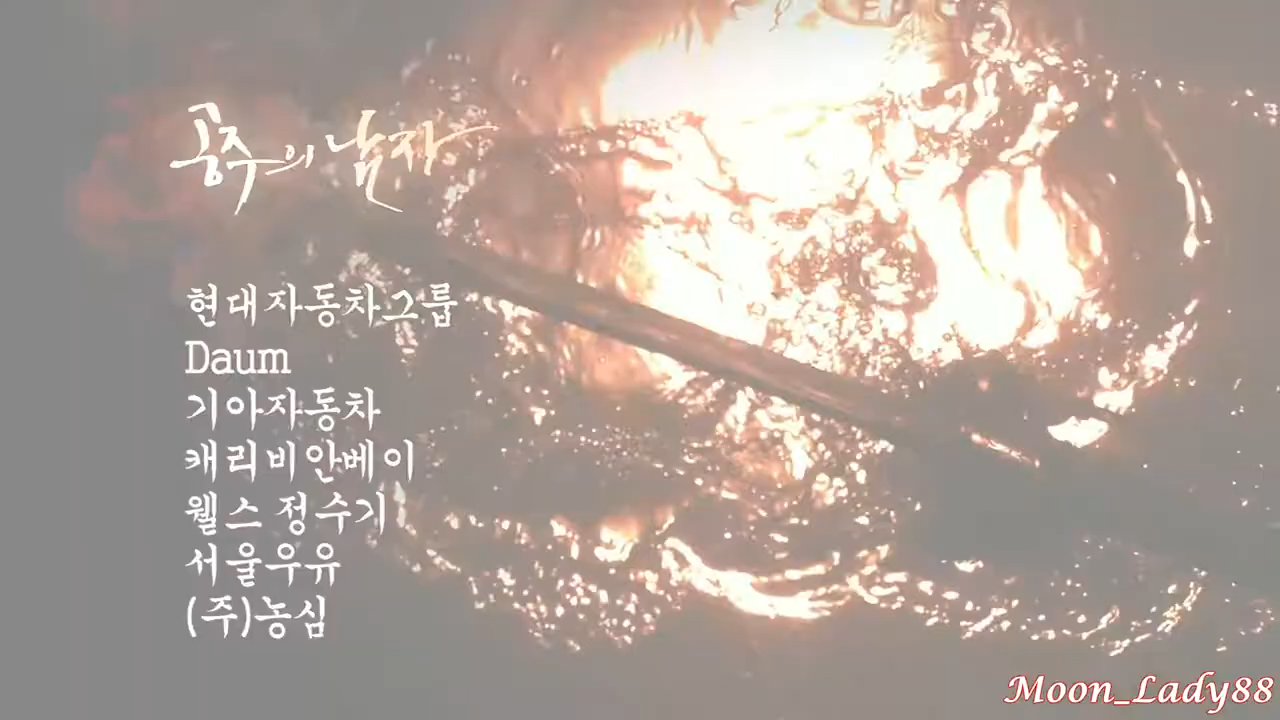 공주의 남자
현대자동차그룹
Daum
기아자동차
캐리비안베이
웰스 정수기
서울우유
(주)농심
Moon_Lady88